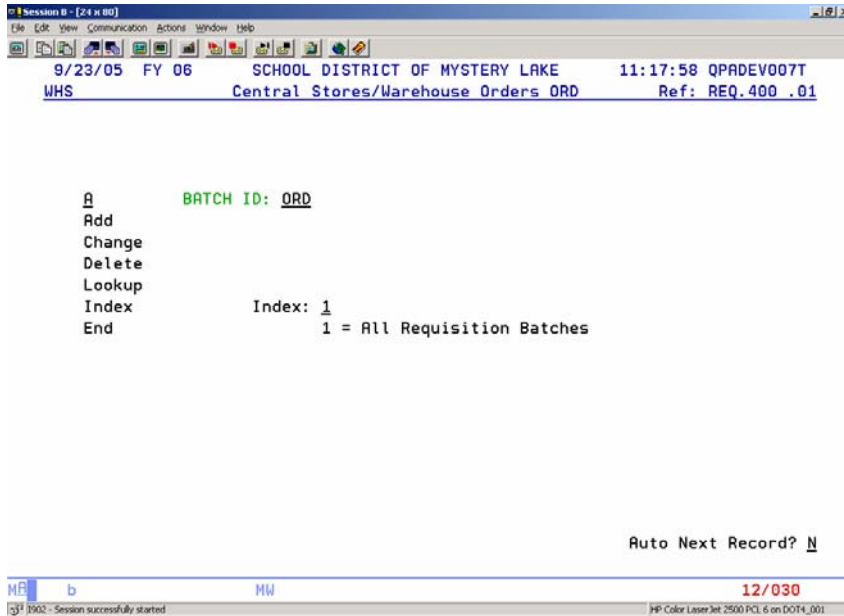 Session B - [24 x 80]
File Edit View Communication Actions Window Help
9/23/05 FY 06 SCHOOL DISTRICT OF MYSTERY LAKE 11:17:58 QPADEV007T
WHS Central Stores/Warehouse Orders ORD Ref: REQ.400 .01
A BATCH ID: ORD
Add
Change
Delete
Lookup
Index Index: 1
End 1 = All Requisition Batches
Auto Next Record? N
MA b MW 12/030
I902 - Session successfully started HP Color LaserJet 2500 PCL 6 on DOT4_001